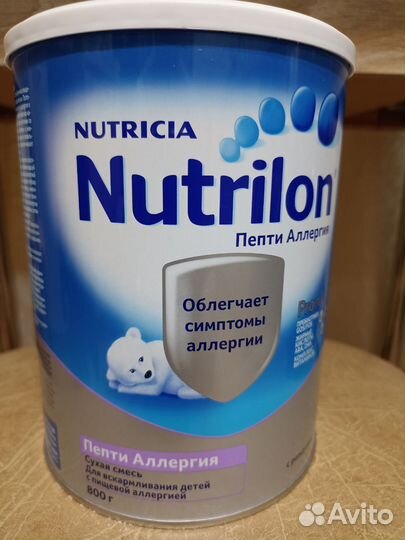 NUTRICIA
Nutrilon
Пепти Аллергия
Облегчает
симптомы
аллергии
Пепти Аллергия
Сухая смесь
Для вскармливания детей
с пищевой аллергией
800 г
Avito